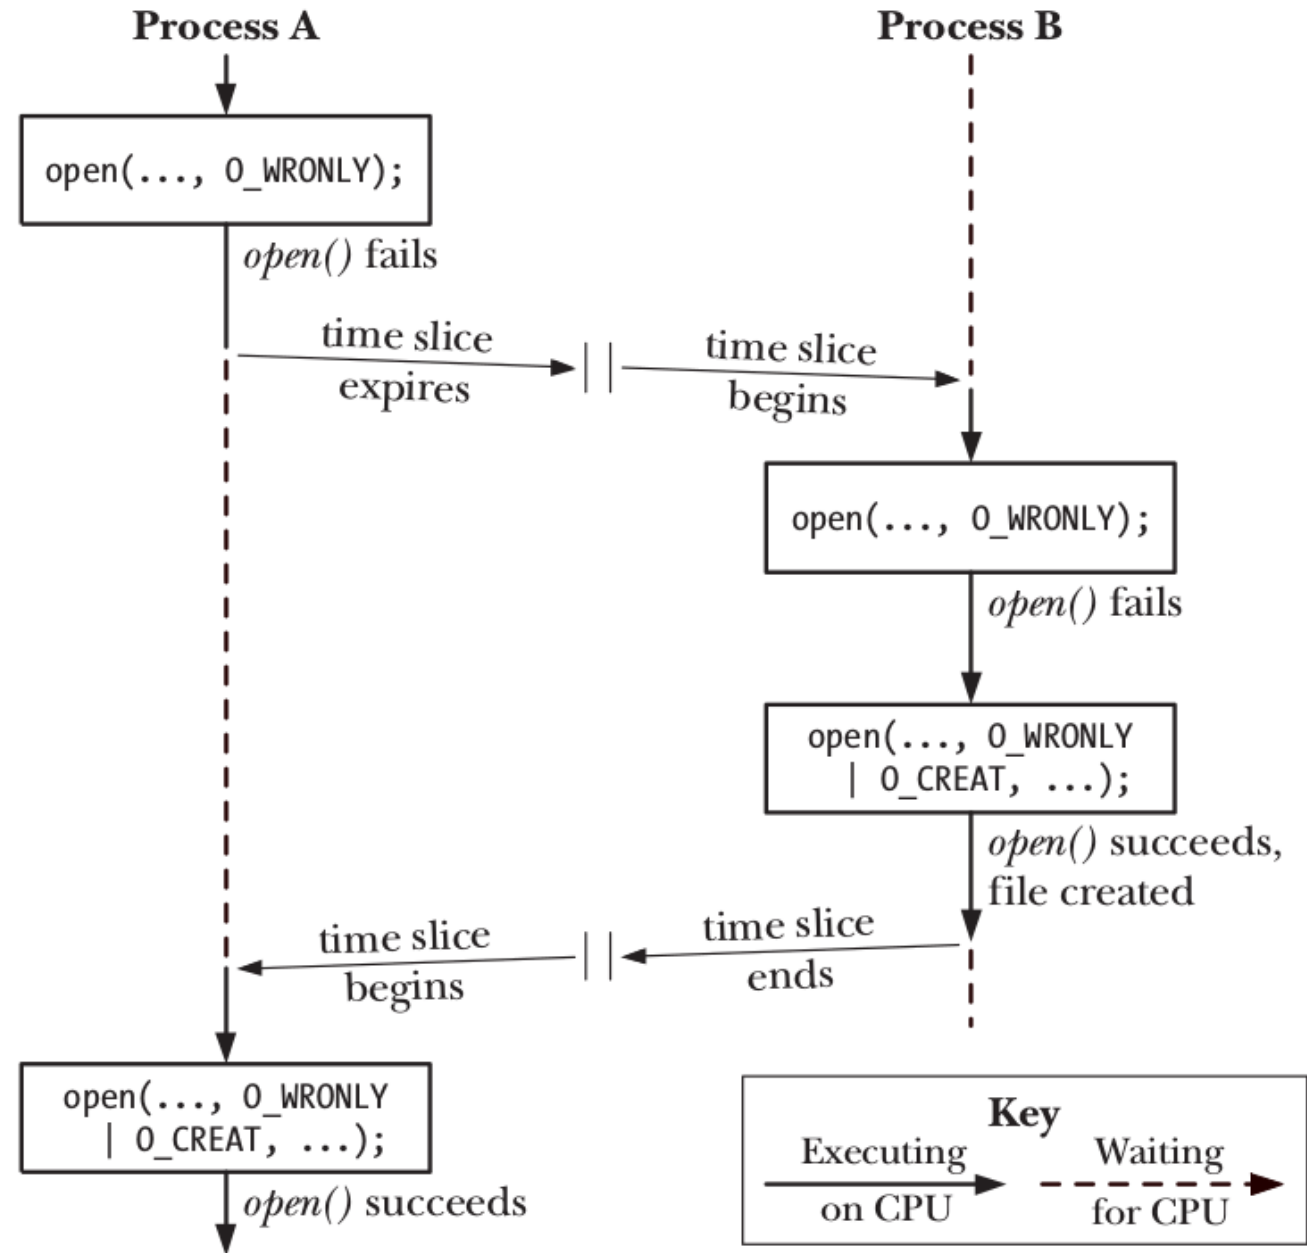 Process A
Process B
open(..., O_WRONLY);
open() fails
time slice
expires
time slice
begins
open(..., O_WRONLY);
open() fails
open(..., O_WRONLY
| O_CREAT, ...);
open() succeeds,
file created
time slice
ends
time slice
begins
open(..., O_WRONLY
| O_CREAT, ...);
open() succeeds
Key
Executing
on CPU
Waiting
for CPU